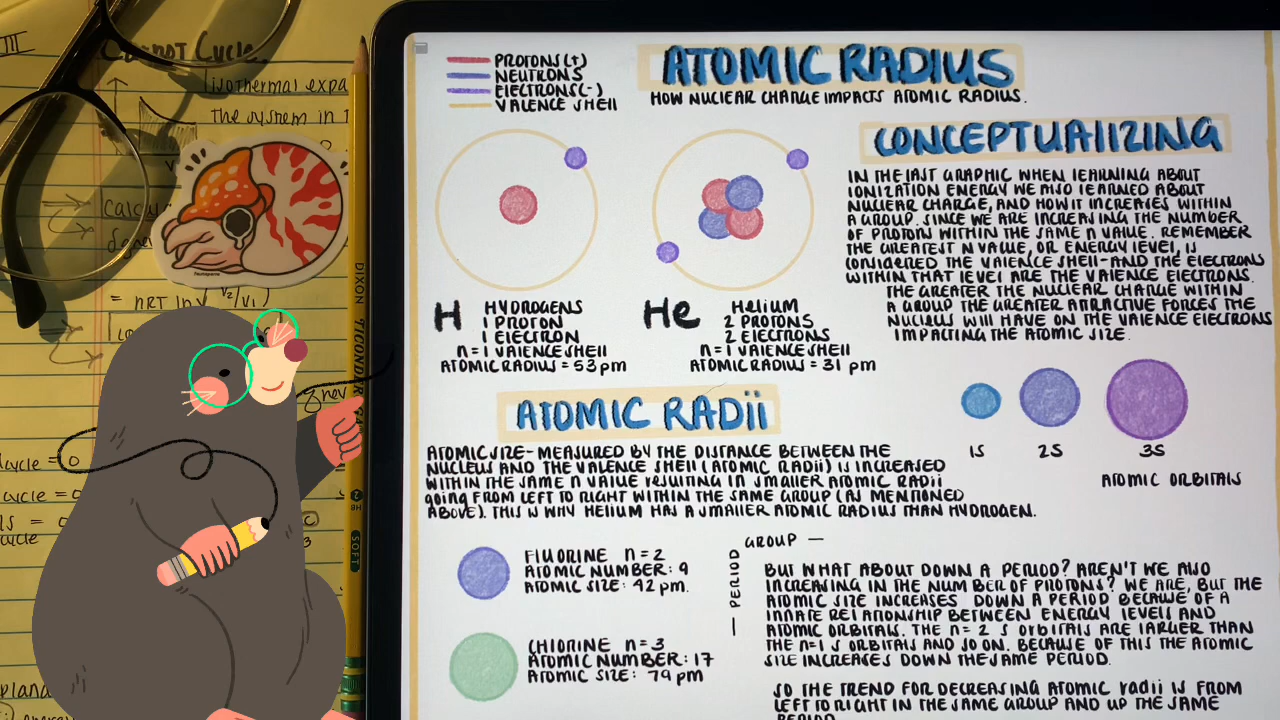 III
Carnot Cycle
(isothermal expa
the system in t
Calcu
= nRT ln (V2/V1)
cycle = 0
cycle = 0
cycle
plana
DIXON TICONDEROGA
2
HB
SOFT
PROTONS(+)
NEUTRONS
ELECTRONS(-)
VALENCE SHELL
ATOMIC RADIUS
HOW NUCLEAR CHARGE IMPACTS ATOMIC RADIUS.
H
HYDROGENS
1 PROTON
1 ELECTRON
n=1 VALENCE SHELL
ATOMIC RADIUS = 53 pm
He
HELIUM
2 PROTONS
2 ELECTRONS
n=1 VALENCE SHELL
ATOMIC RADIUS = 31 pm
CONCEPTUALIZING
IN THE LAST GRAPHIC WHEN LEARNING ABOUT
IONIZATION ENERGY WE ALSO LEARNED ABOUT
NUCLEAR CHARGE, AND HOW IT INCREASES WITHIN
A GROUP. SINCE WE ARE INCREASING THE NUMBER
OF PROTON WITHIN THE SAME n VALUE. REMEMBER
THE GREATEST N VALUE, OR ENERGY LEVEL, IS
CONSIDERED THE VALENCE SHELL-AND THE ELECTRONS
WITHIN THAT LEVEL ARE THE VALENCE ELECTRONS.
THE GREATER THE NUCLEAR CHARGE WITHIN
A GROUP THE GREATER ATTRACTIVE FORCES THE
NUCLEUS WILL HAVE ON THE VALENCE ELECTRONS
IMPACTING THE ATOMIC SIZE.
1S
2S
3S
ATOMIC ORBITALS
ATOMIC RADII
ATOMIC SIZE- MEASURED BY THE DISTANCE BETWEEN THE
NUCLEUS AND THE VALENCE SHELL (ATOMIC RADII) IS INCREASED
WITHIN THE SAME n VALUE RESULTING IN SMALLER ATOMIC RADII
GOING FROM LEFT TO RIGHT WITHIN THE SAME GROUP (AS MENTIONED
ABOVE). THIS IS WHY HELIUM HAS A SMALLER ATOMIC RADIUS THAN HYDROGEN.
FLUORINE n=2
ATOMIC NUMBER: 9
ATOMIC SIZE: 42 pm.
CHLORINE n=3
ATOMIC NUMBER: 17
ATOMIC SIZE: 79 pm
GROUP —
— PERIOD —
BUT WHAT ABOUT DOWN A PERIOD? AREN'T WE ALSO
INCREASING IN THE NUMBER OF PROTONS? WE ARE, BUT THE
ATOMIC SIZE INCREASES DOWN A PERIOD BECAUSE OF A
INNATE RELATIONSHIP BETWEEN ENERGY LEVELS AND
ATOMIC ORBITALS. THE n=2 S ORBITALS ARE LARGER THAN
THE n=1 S ORBITALS AND SO ON. BECAUSE OF THIS THE ATOMIC
SIZE INCREASES DOWN THE SAME PERIOD.
SO THE TREND FOR DECREASING ATOMIC radii IS FROM
LEFT TO RIGHT IN THE SAME GROUP AND UP THE SAME
PERIOD